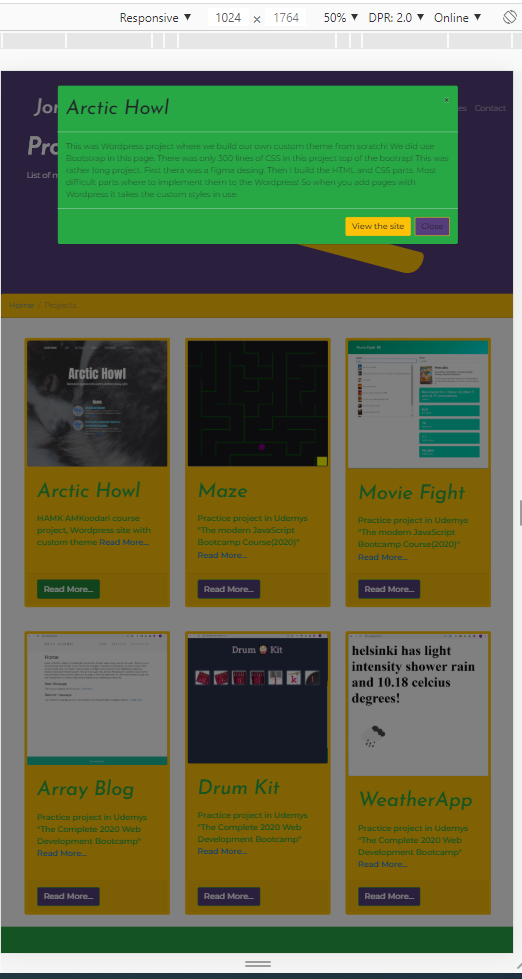 Responsive ▼ 1024 × 1764 50% ▼ DPR: 2.0 ▼ Online ▼
Arctic Howl
×
Contact
This was Wordpress project where we build our own custom theme from scratch! We did use
Bootstrap in this page. There was only 300 lines of CSS in this project top of the bootrap! This was
rather long project. First thera was a figma desing. Then I build the HTML and CSS parts. Most
difficult parts where to implement them to the Wordpress! So when you add pages with
Wordpress it takes the custom styles in use.
View the site Close
Home / Projects
Arctic Howl
Movie Fight
Arctic Howl
HAMK AMKoodari course
project, Wordpress site with
custom theme Read More...
Read More...
Maze
Practice project in Udemys
"The modern JavaScript
Bootcamp Course(2020)"
Read More...
Read More...
Movie Fight
Practice project in Udemys
"The modern JavaScript
Bootcamp Course(2020)"
Read More...
Read More...
Home
Drum Kit
helsinki has light
intensity shower rain
and 10.18 celcius
degrees!
Array Blog
Practice project in Udemys
"The Complete 2020 Web
Development Bootcamp"
Read More...
Read More...
Drum Kit
Practice project in Udemys
"The Complete 2020 Web
Development Bootcamp"
Read More...
Read More...
WeatherApp
Practice project in Udemys
"The Complete 2020 Web
Development Bootcamp"
Read More...
Read More...